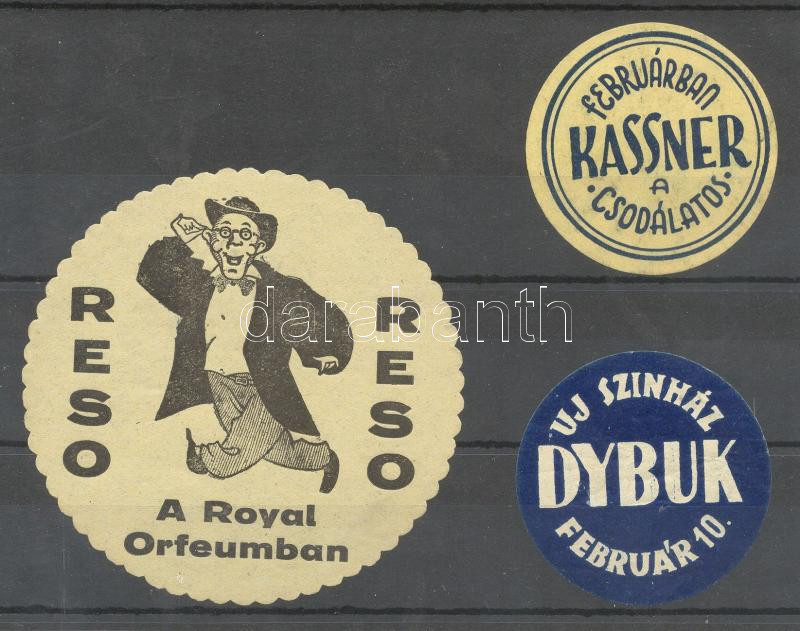 RESO
RESO
A Royal
Orfeumban
FEBRUÁRBAN
KASSNER
A
• CSODÁLATOS •
UJ SZINHÁZ
DYBUK
FEBRUÁR 10.
darabanth